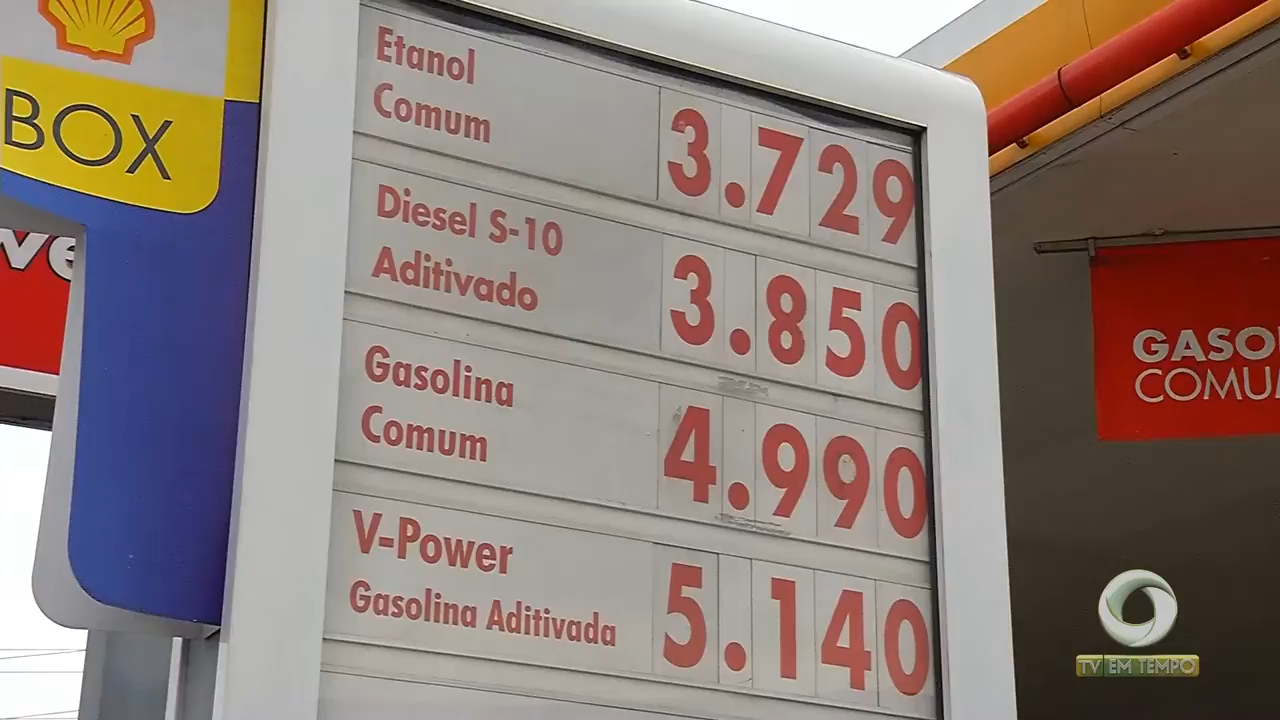 BOX
ve
Etanol
Comum
3.729
Diesel S-10
Aditivado
3.850
Gasolina
Comum
4.990
V-Power
Gasolina Aditivada
5.140
GASO
COMU
TV EM TEMPO